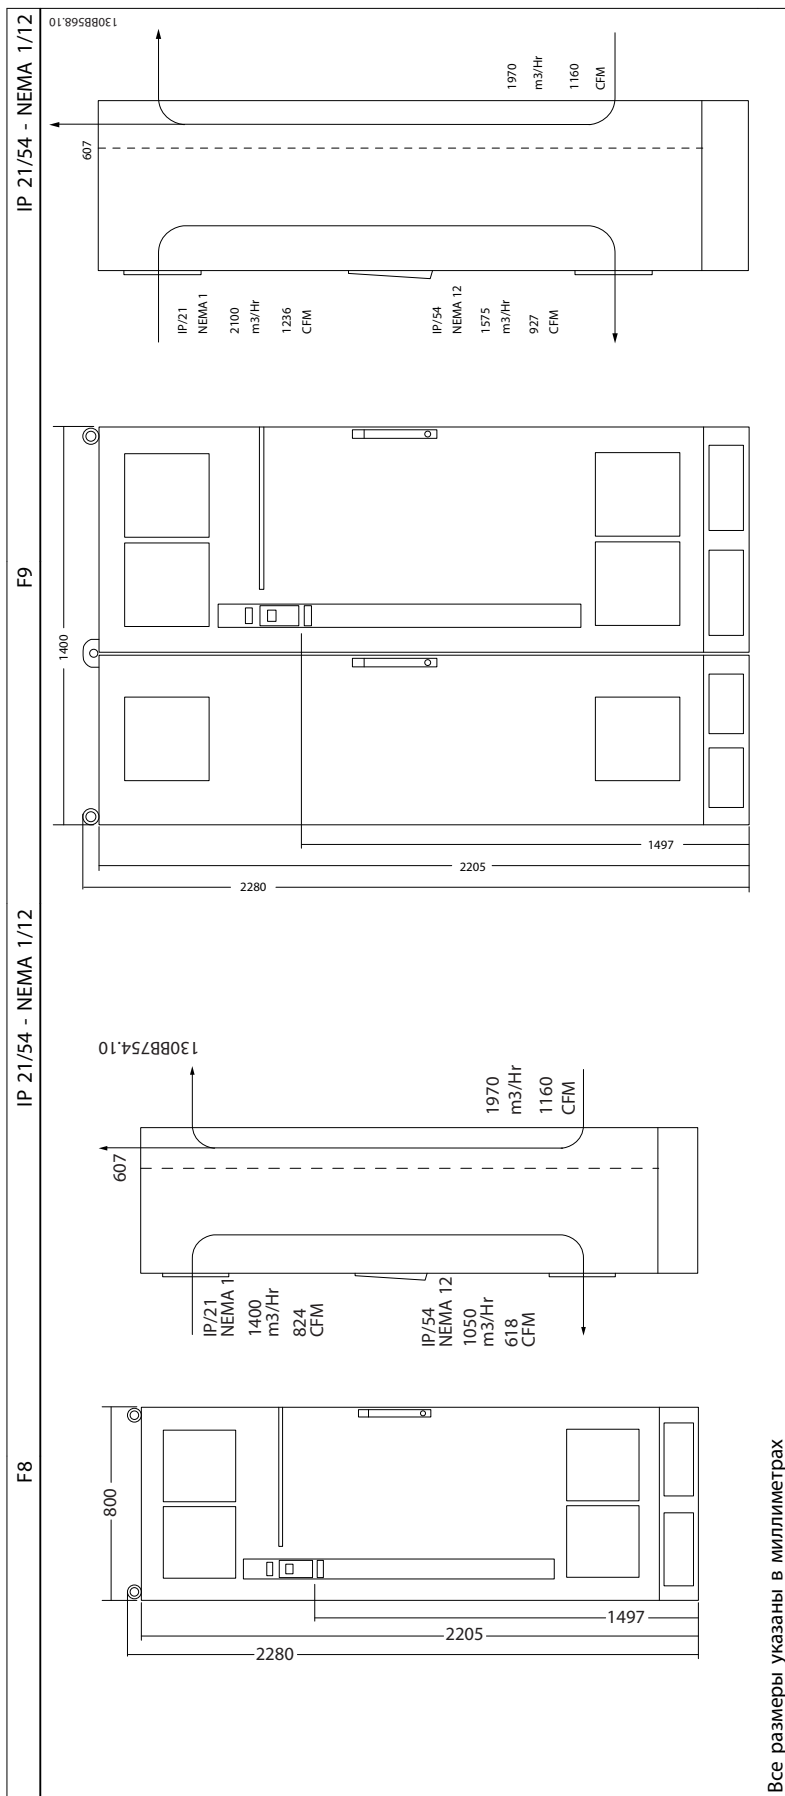 F8
IP 21/54 - NEMA 1/12
F9
IP 21/54 - NEMA 1/12
800
2280
2205
1497
IP/21
NEMA 1
1400
m3/Hr
824
CFM
IP/54
NEMA 12
1050
m3/Hr
618
CFM
607
1970
m3/Hr
1160
CFM
130BB754.10
1400
2280
2205
1497
IP/21
NEMA 1
2100
m3/Hr
1236
CFM
IP/54
NEMA 12
1575
m3/Hr
927
CFM
607
1970
m3/Hr
1160
CFM
130BB568.10
Все размеры указаны в миллиметрах